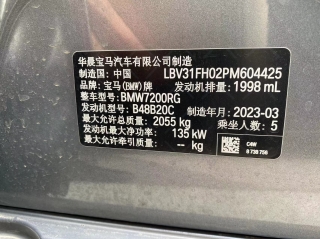 华晨宝马汽车有限公司制造
制造国: 中国 LBV31FH02PM604425
品牌: 宝马(BMW)牌 发动机排量: 1998 mL
整车型号: BMW7200RG
发动机型号: B48B20C 制造年月: 2023-03
最大允许总质量: 2055 kg 乘坐人数: 5
发动机最大净功率: 135 kW
最大允许牵引质量: -- kg
C4W
9 738 756